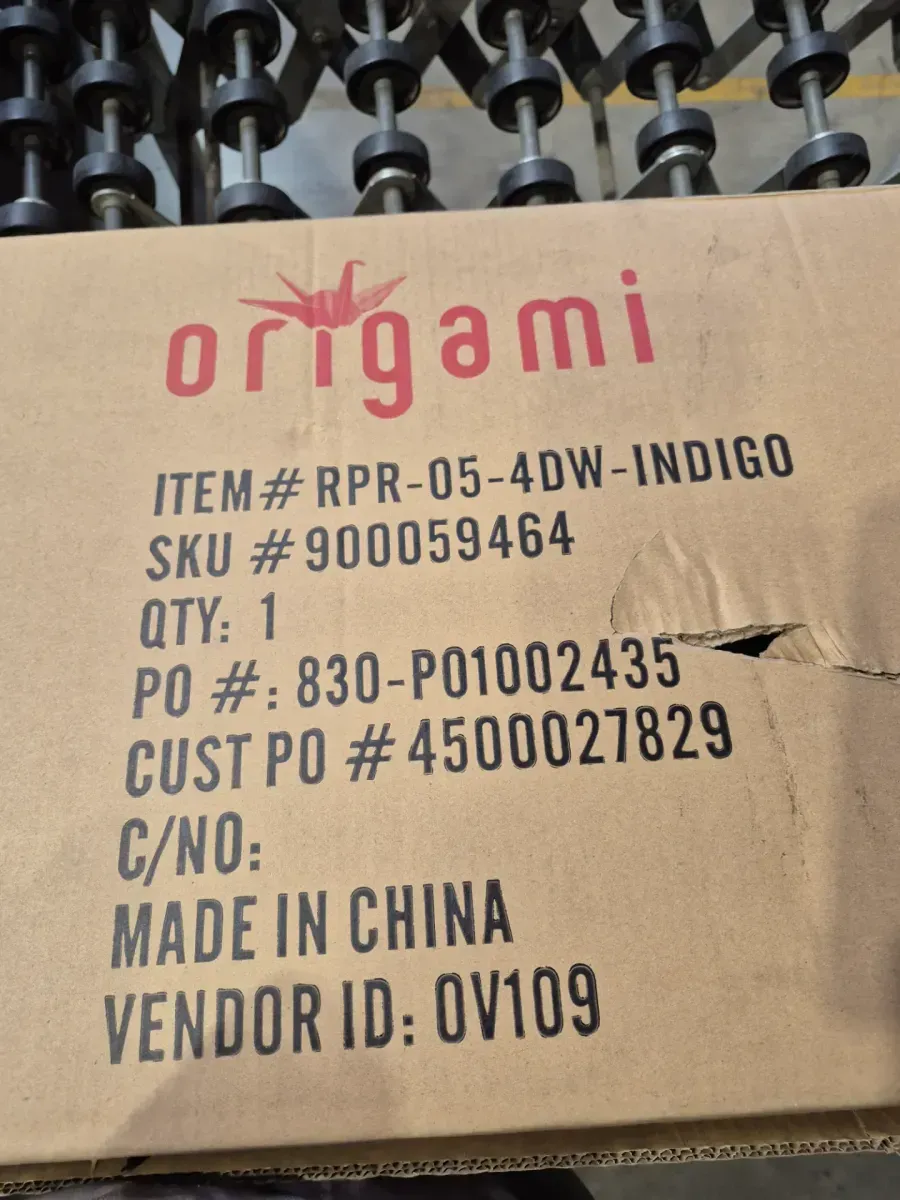 origami
ITEM# RPR-05-4DW-INDIGO
SKU #900059464
QTY: 1
PO #: 830-PO1002435
CUST PO #4500027829
C/NO:
MADE IN CHINA
VENDOR ID: OV109